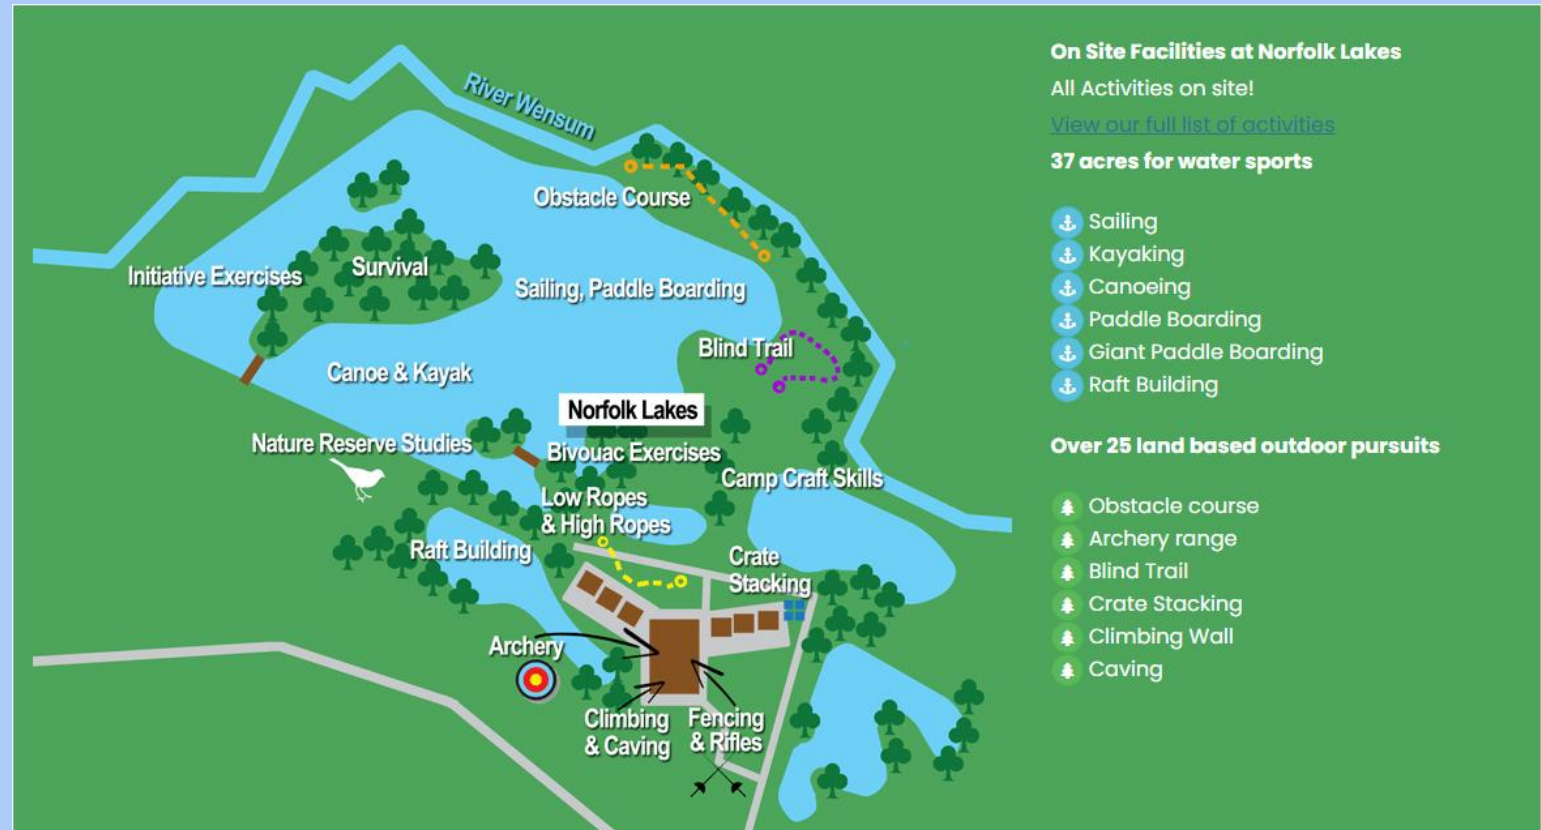 River Wensum
Obstacle Course
Initiative Exercises
Survival
Sailing, Paddle Boarding
Blind Trail
Canoe & Kayak
Norfolk Lakes
Nature Reserve Studies
Bivouac Exercises
Camp Craft Skills
Low Ropes
& High Ropes
Raft Building
Crate
Stacking
Archery
Climbing
& Caving
Fencing
& Rifles
On Site Facilities at Norfolk Lakes
All Activities on site!
View our full list of activities
37 acres for water sports
Sailing
Kayaking
Canoeing
Paddle Boarding
Giant Paddle Boarding
Raft Building
Over 25 land based outdoor pursuits
Obstacle course
Archery range
Blind Trail
Crate Stacking
Climbing Wall
Caving